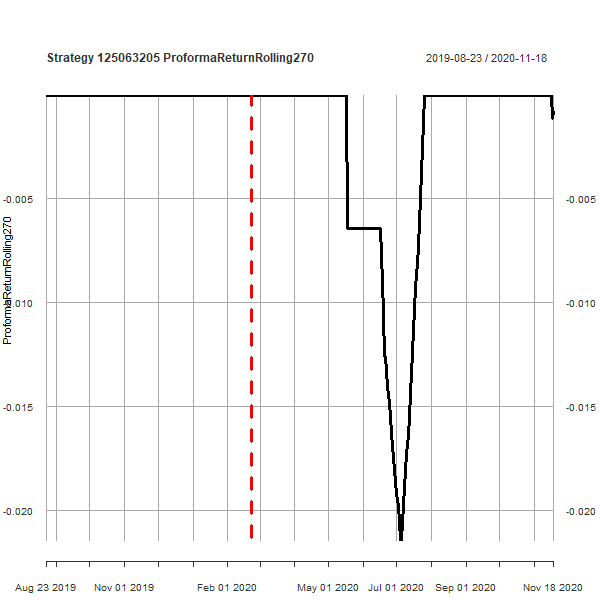 Strategy 125063205 ProformaReturnRolling270
2019-08-23 / 2020-11-18
-0.005 -0.005
ProformaReturnRolling270
-0.010 -0.010
-0.015 -0.015
-0.020 -0.020
Aug 23 2019 Nov 01 2019 Feb 01 2020 May 01 2020 Jul 01 2020 Sep 01 2020 Nov 18 2020